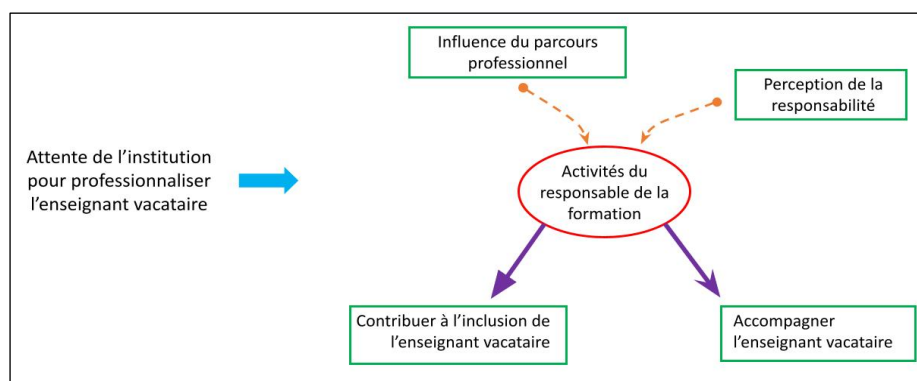 Influence du parcours
professionnel
Perception de la
responsabilité
Attente de l’institution
pour professionnaliser
l’enseignant vacataire
Activités du
responsable de la
formation
Contribuer à l’inclusion de
l’enseignant vacataire
Accompagner
l’enseignant vacataire